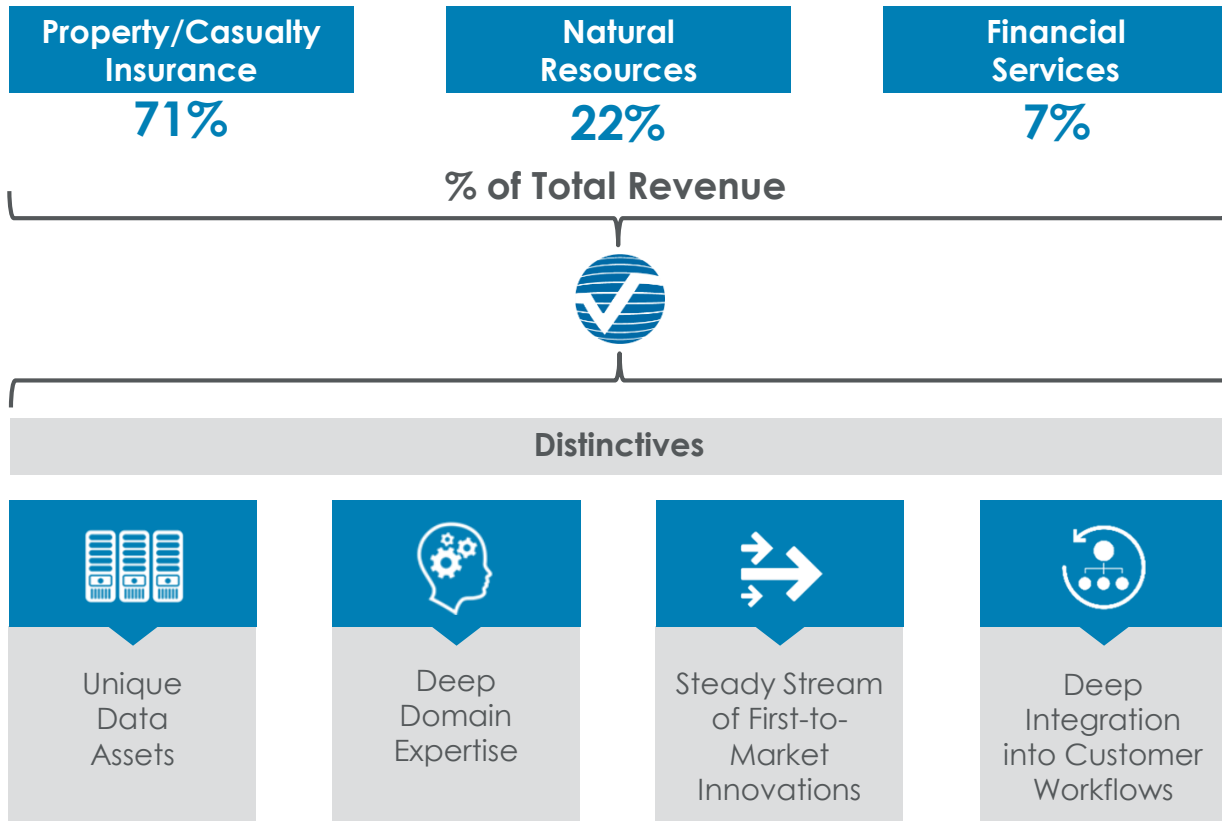 Property/Casualty
Insurance
Natural
Resources
Financial
Services
71%
22%
7%
% of Total Revenue
Distinctives
Unique
Data
Assets
Deep
Domain
Expertise
Steady Stream
of First-to-
Market
Innovations
Deep
Integration
into Customer
Workflows